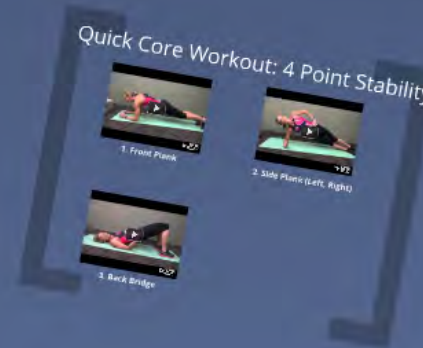 Quick Core Workout: 4 Point Stability
1. Front Plank
2. Side Plank (Left, Right)
3. Back Bridge